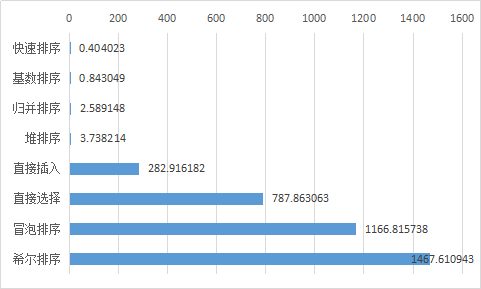 0 200 400 600 800 1000 1200 1400 1600
快速排序 0.404023
基数排序 0.843049
归并排序 2.589148
堆排序 3.738214
直接插入 282.916182
直接选择 787.863063
冒泡排序 1166.815738
希尔排序 1467.610943